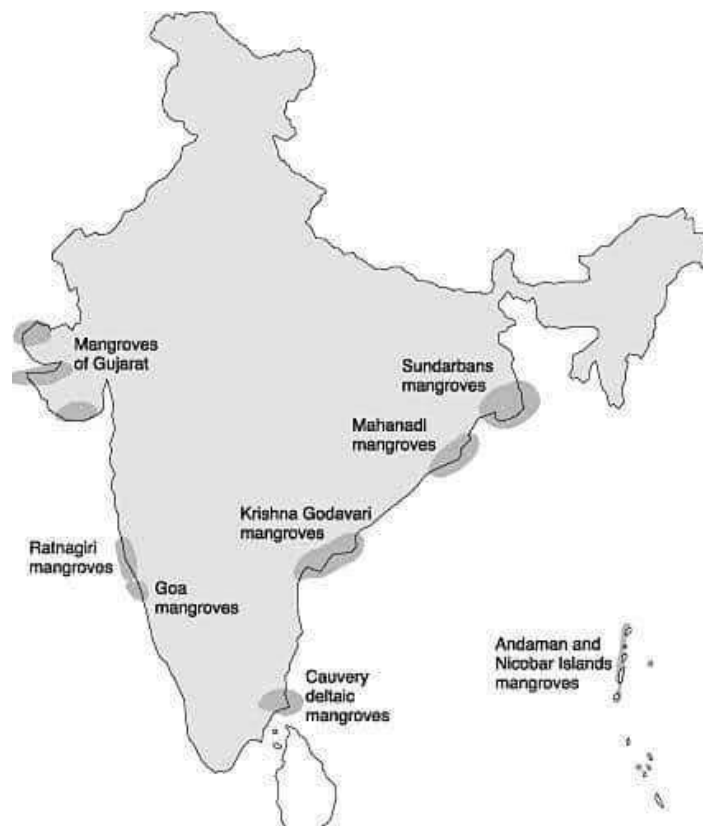 Mangroves
of Gujarat
Sundarbans
mangroves
Mahanadi
mangroves
Krishna Godavari
mangroves
Ratnagiri
mangroves
Goa
mangroves
Andaman and
Nicobar Islands
mangroves
Cauvery
deltaic
mangroves